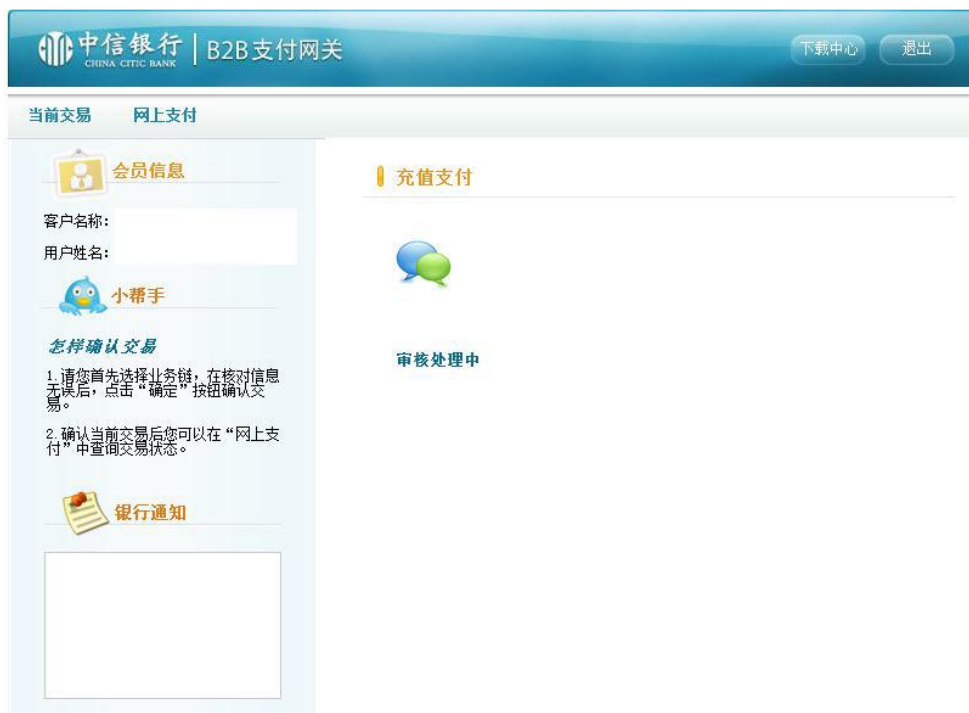 中信银行
CHINA CITIC BANK
B2B支付网关
下载中心
退出
当前交易
网上支付
会员信息
客户名称：
用户姓名：
小帮手
怎样确认交易
1.请您首先选择业务链，在核对信息
无误后，点击“确定”按钮确认交
易。
2.确认当前交易后您可以在“网上支
付”中查询交易状态。
银行通知
充值支付
审核处理中